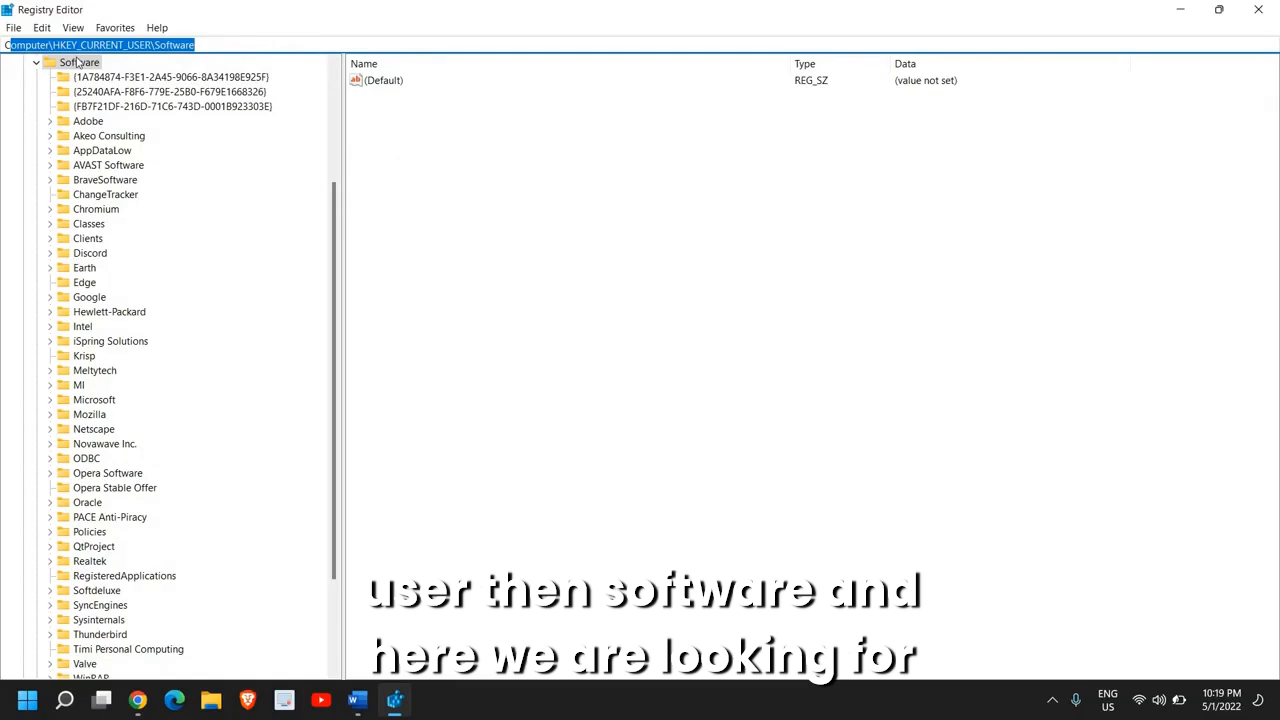 Registry Editor
File Edit View Favorites Help
Computer\HKEY_CURRENT_USER\Software
Software
Name Type Data
{1A784874-F3E1-2A45-9066-8A34198E925F}
(Default) REG_SZ (value not set)
{25240AFA-F8F6-779E-25B0-F679E1668326}
{FB7F21DF-216D-71C6-743D-0001B923303E}
Adobe
Akeo Consulting
AppDataLow
AVAST Software
BraveSoftware
ChangeTracker
Chromium
Classes
Clients
Discord
Earth
Edge
Google
Hewlett-Packard
Intel
iSpring Solutions
Krisp
Meltytech
MI
Microsoft
Mozilla
Netscape
Novawave Inc.
ODBC
Opera Software
Opera Stable Offer
Oracle
PACE Anti-Piracy
Policies
QtProject
Realtek
RegisteredApplications
Softdeluxe
SyncEngines
Sysinternals
Thunderbird
Timi Personal Computing
Valve
WinRAR
user then software and
here we are looking for
ENG
US
10:19 PM
5/1/2022